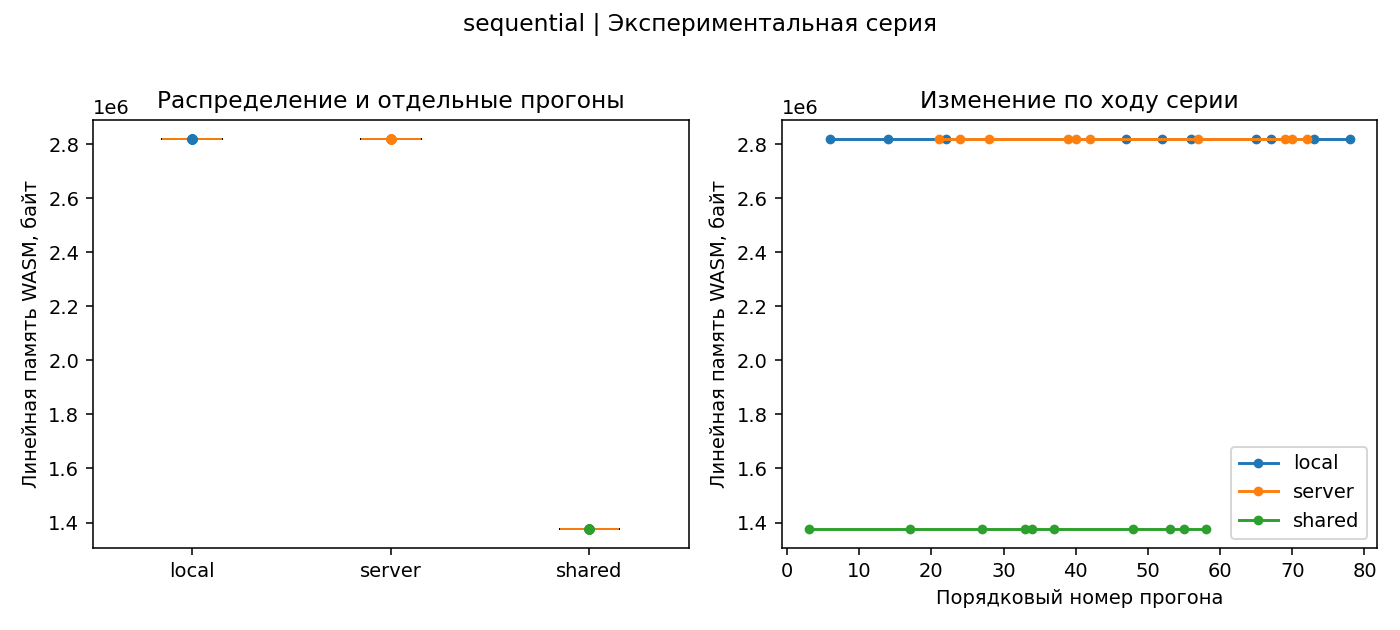 sequential | Экспериментальная серия
Распределение и отдельные прогоны
1e6
Линейная память WASM, байт
2.8
2.6
2.4
2.2
2.0
1.8
1.6
1.4
local server shared
Изменение по ходу серии
1e6
Линейная память WASM, байт
2.8
2.6
2.4
2.2
2.0
1.8
1.6
1.4
local
server
shared
0 10 20 30 40 50 60 70 80
Порядковый номер прогона